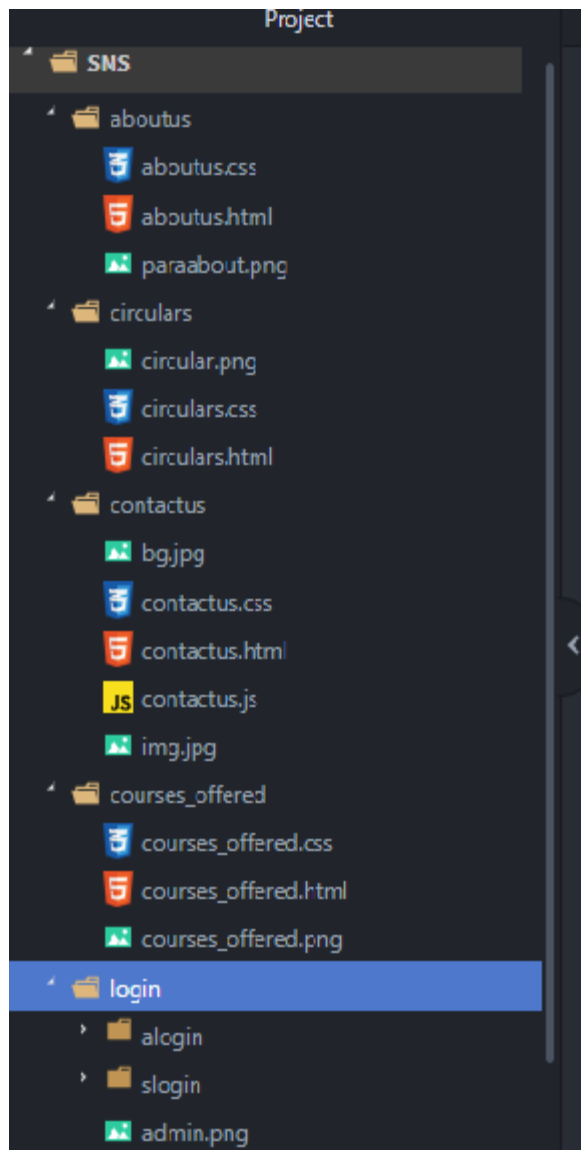 Project
SNS
aboutus
aboutus.css
aboutus.html
paraabout.png
circulars
circular.png
circulars.css
circulars.html
contactus
bg.jpg
contactus.css
contactus.html
JS contactus.js
img.jpg
courses_offered
courses_offered.css
courses_offered.html
courses_offered.png
login
alogin
slogin
admin.png